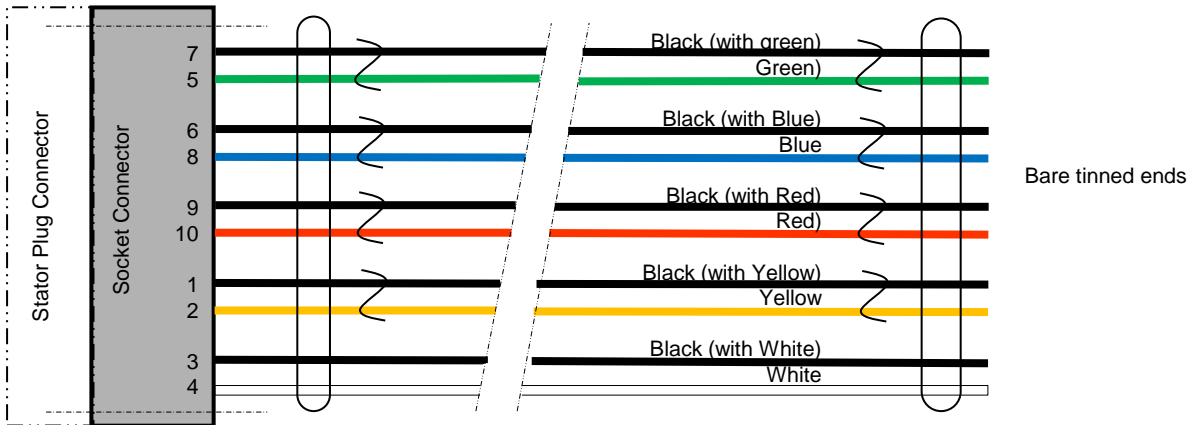 Stator Plug Connector
Socket Connector
7
Black (with green)
5
Green)
6
Black (with Blue)
8
Blue
9
Black (with Red)
10
Red)
1
Black (with Yellow)
2
Yellow
3
Black (with White)
4
White
Bare tinned ends